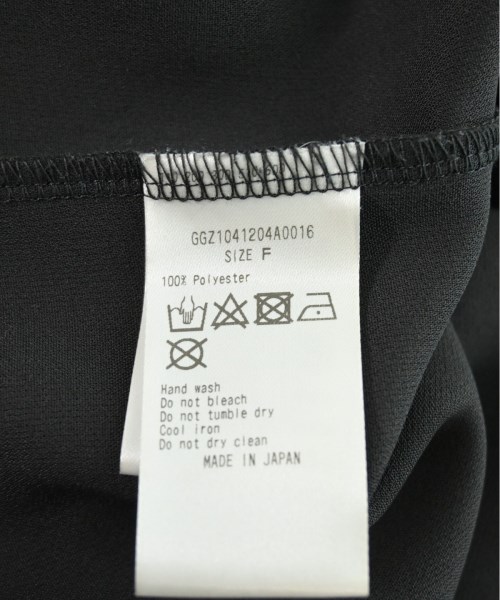 GGZ1041204A0016
SIZE F
100% Polyester
Hand wash
Do not bleach
Do not tumble dry
Cool iron
Do not dry clean
MADE IN JAPAN